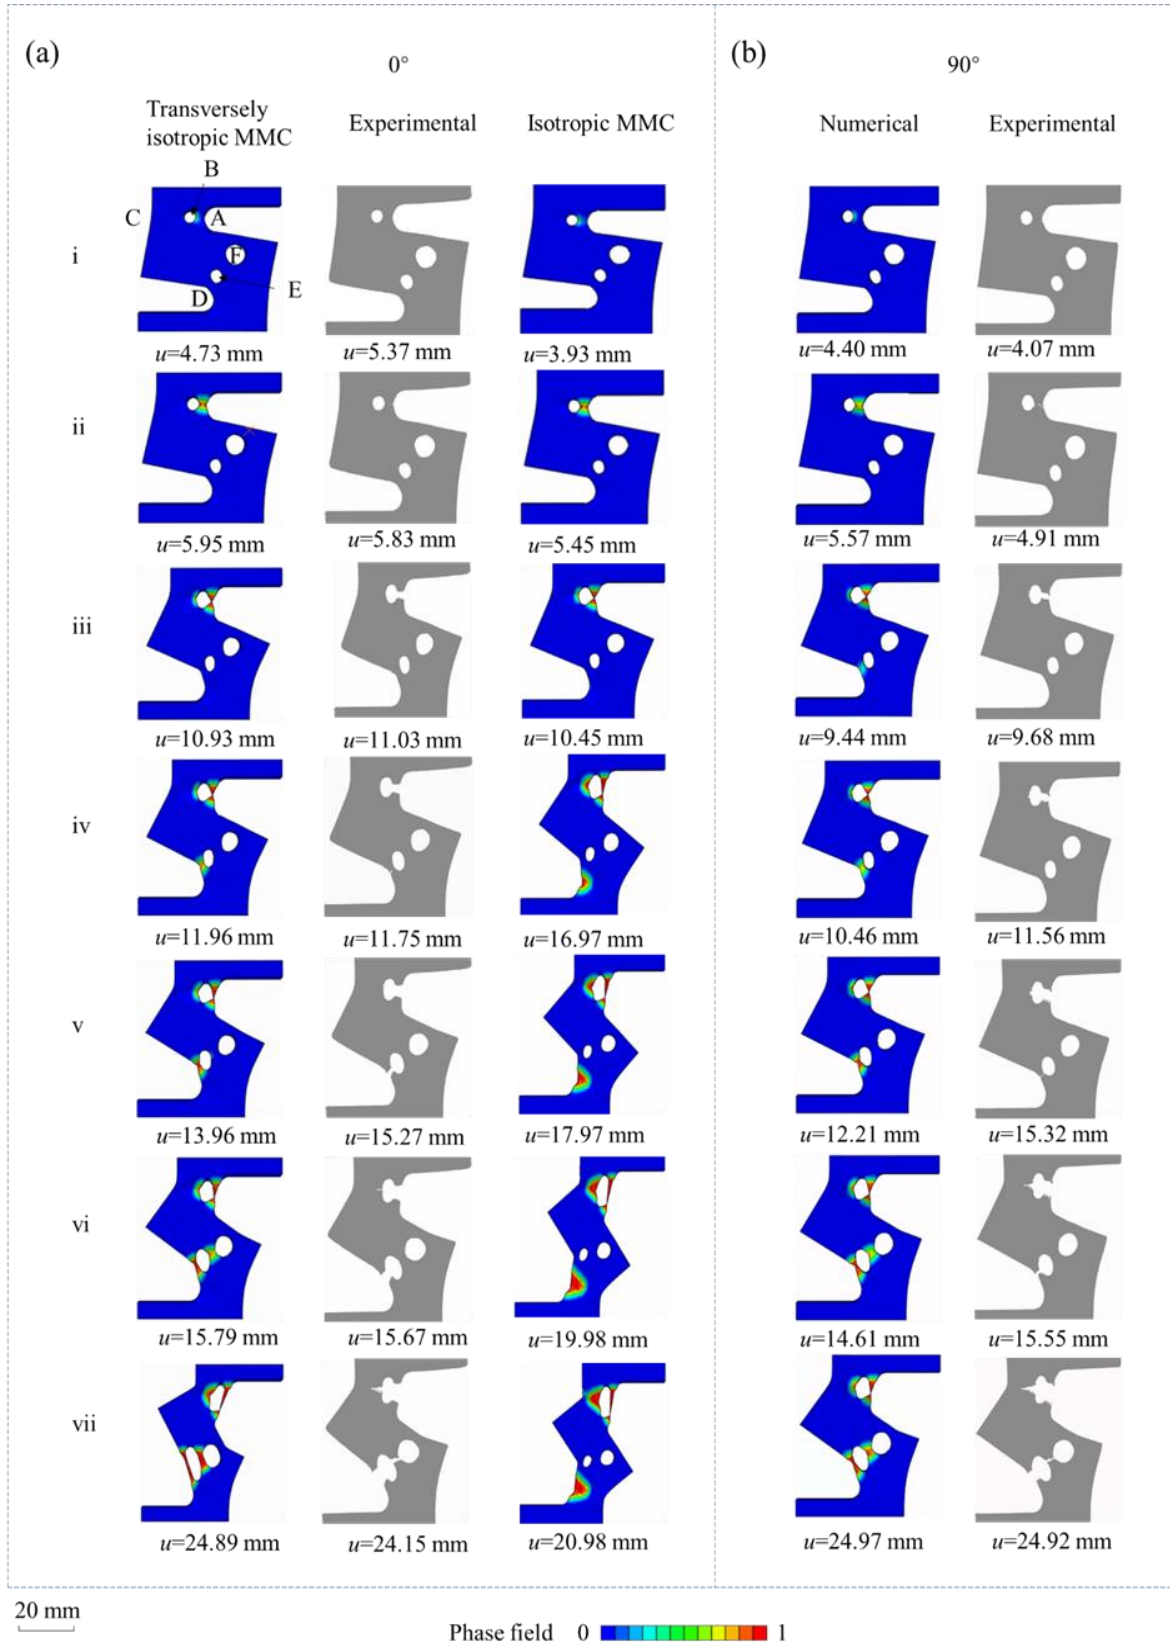 (a)
0°
(b)
90°
Transversely
isotropic MMC
Experimental
Isotropic MMC
Numerical
Experimental
B
C
A
F
E
D
i
u=4.73 mm
u=5.37 mm
u=3.93 mm
u=4.40 mm
u=4.07 mm
ii
u=5.95 mm
u=5.83 mm
u=5.45 mm
u=5.57 mm
u=4.91 mm
iii
u=10.93 mm
u=11.03 mm
u=10.45 mm
u=9.44 mm
u=9.68 mm
iv
u=11.96 mm
u=11.75 mm
u=16.97 mm
u=10.46 mm
u=11.56 mm
v
u=13.96 mm
u=15.27 mm
u=17.97 mm
u=12.21 mm
u=15.32 mm
vi
u=15.79 mm
u=15.67 mm
u=19.98 mm
u=14.61 mm
u=15.55 mm
vii
u=24.89 mm
u=24.15 mm
u=20.98 mm
u=24.97 mm
u=24.92 mm
20 mm
Phase field 0 1